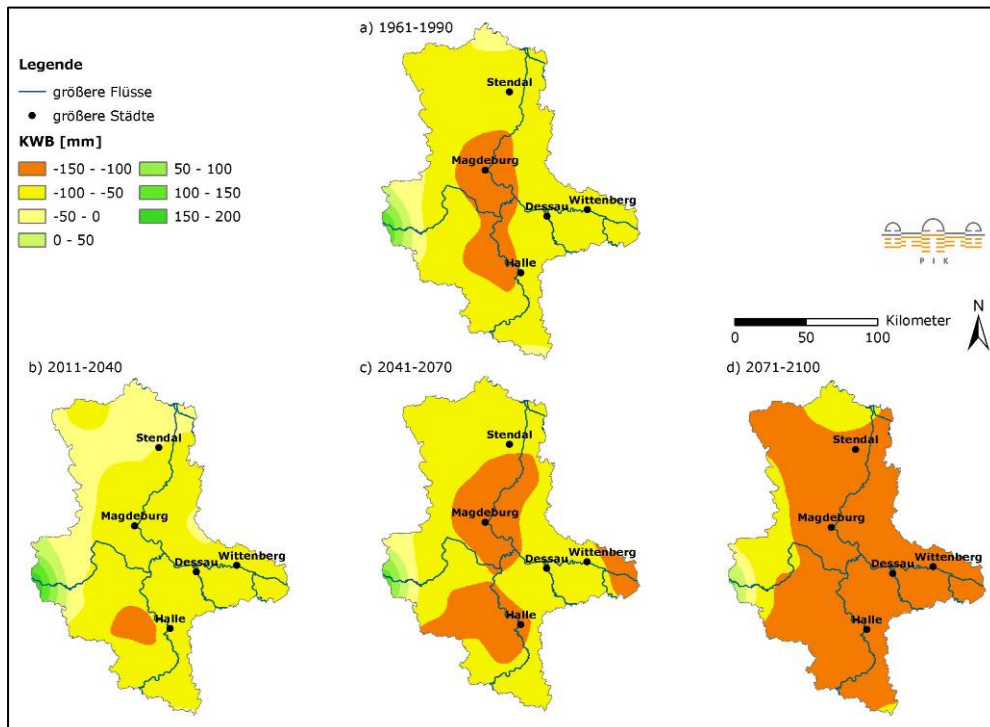 a) 1961-1990
Legende
größere Flüsse
größere Städte
KWB [mm]
-150 - -100
-100 - -50
-50 - 0
0 - 50
50 - 100
100 - 150
150 - 200
Stendal
Magdeburg
Dessau
Wittenberg
Halle
P I K
N
Kilometer
0 50 100
b) 2011-2040
Stendal
Magdeburg
Dessau
Wittenberg
Halle
c) 2041-2070
Stendal
Magdeburg
Dessau
Wittenberg
Halle
d) 2071-2100
Stendal
Magdeburg
Dessau
Wittenberg
Halle